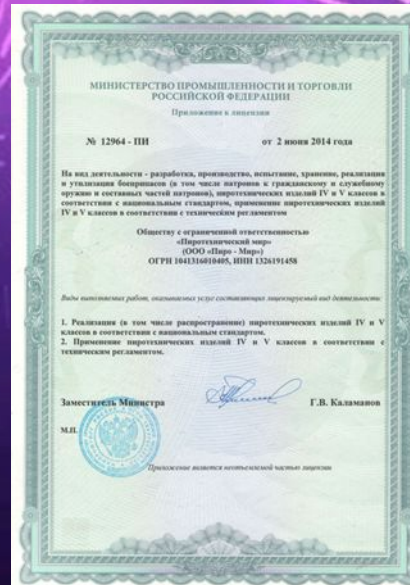 МИНИСТЕРСТВО ПРОМЫШЛЕННОСТИ И ТОРГОВЛИ
РОССИЙСКОЙ ФЕДЕРАЦИИ
Приложение к лицензии
№ 12964 - ПИ от 2 июня 2014 года
На вид деятельности - разработка, производство, испытание, хранение, реализация
и утилизация боеприпасов (в том числе патронов к гражданскому и служебному
оружию и составных частей патронов), пиротехнических изделий IV и V классов в
соответствии с национальным стандартом, применение пиротехнических изделий
IV и V классов в соответствии с техническим регламентом
Обществу с ограниченной ответственностью
«Пиротехнический мир»
(ООО «Пиро - Мир»)
ОГРН 1041316010405, ИНН 1326191458
Виды выполняемых работ, оказываемых услуг составляющих лицензируемый вид деятельности:
1. Реализация (в том числе распространение) пиротехнических изделий IV и V
классов в соответствии с национальным стандартом.
2. Применение пиротехнических изделий IV и V классов в соответствии с
техническим регламентом.
Заместитель Министра Г.В. Каламанов
М.П.
Приложение является неотъемлемой частью лицензии